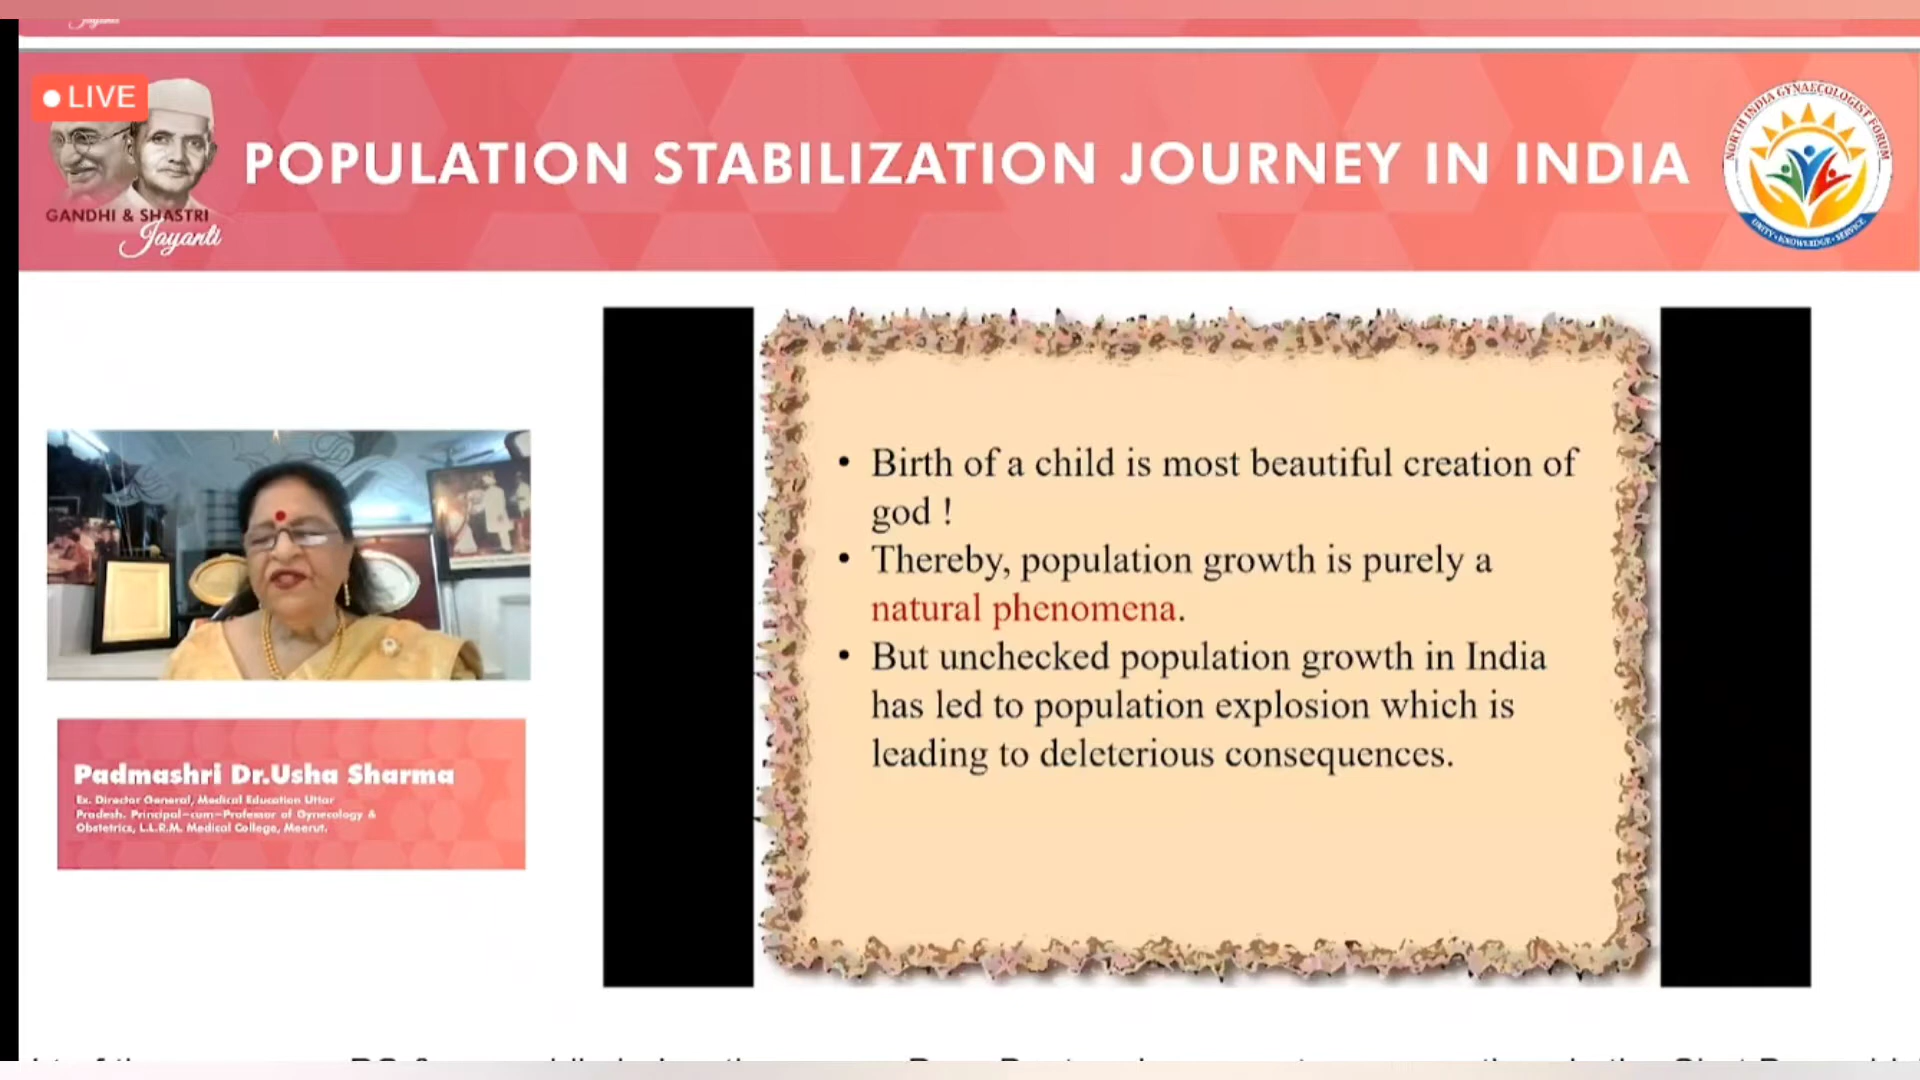 Jayanti
LIVE
GANDHI & SHASTRI
Jayanti
POPULATION STABILIZATION JOURNEY IN INDIA
NORTH INDIA GYNAECOLOGIST FORUM
UNITY • KNOWLEDGE • SERVICE
• Birth of a child is most beautiful creation of
god !
• Thereby, population growth is purely a
natural phenomena.
• But unchecked population growth in India
has led to population explosion which is
leading to deleterious consequences.
Padmashri Dr.Usha Sharma
Ex. Director General, Medical Education Uttar
Pradesh. Principal-cum-Professor of Gynecology &
Obstetrics, L.L.R.M. Medical College, Meerut.